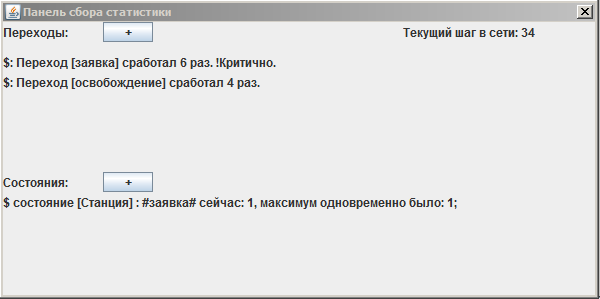 Панель сбора статистики
Переходы: + Текущий шаг в сети: 34
$: Переход [заявка] сработал 6 раз. !Критично.
$: Переход [освобождение] сработал 4 раз.
Состояния: +
$ состояние [Станция] : #заявка# сейчас: 1, максимум одновременно было: 1;